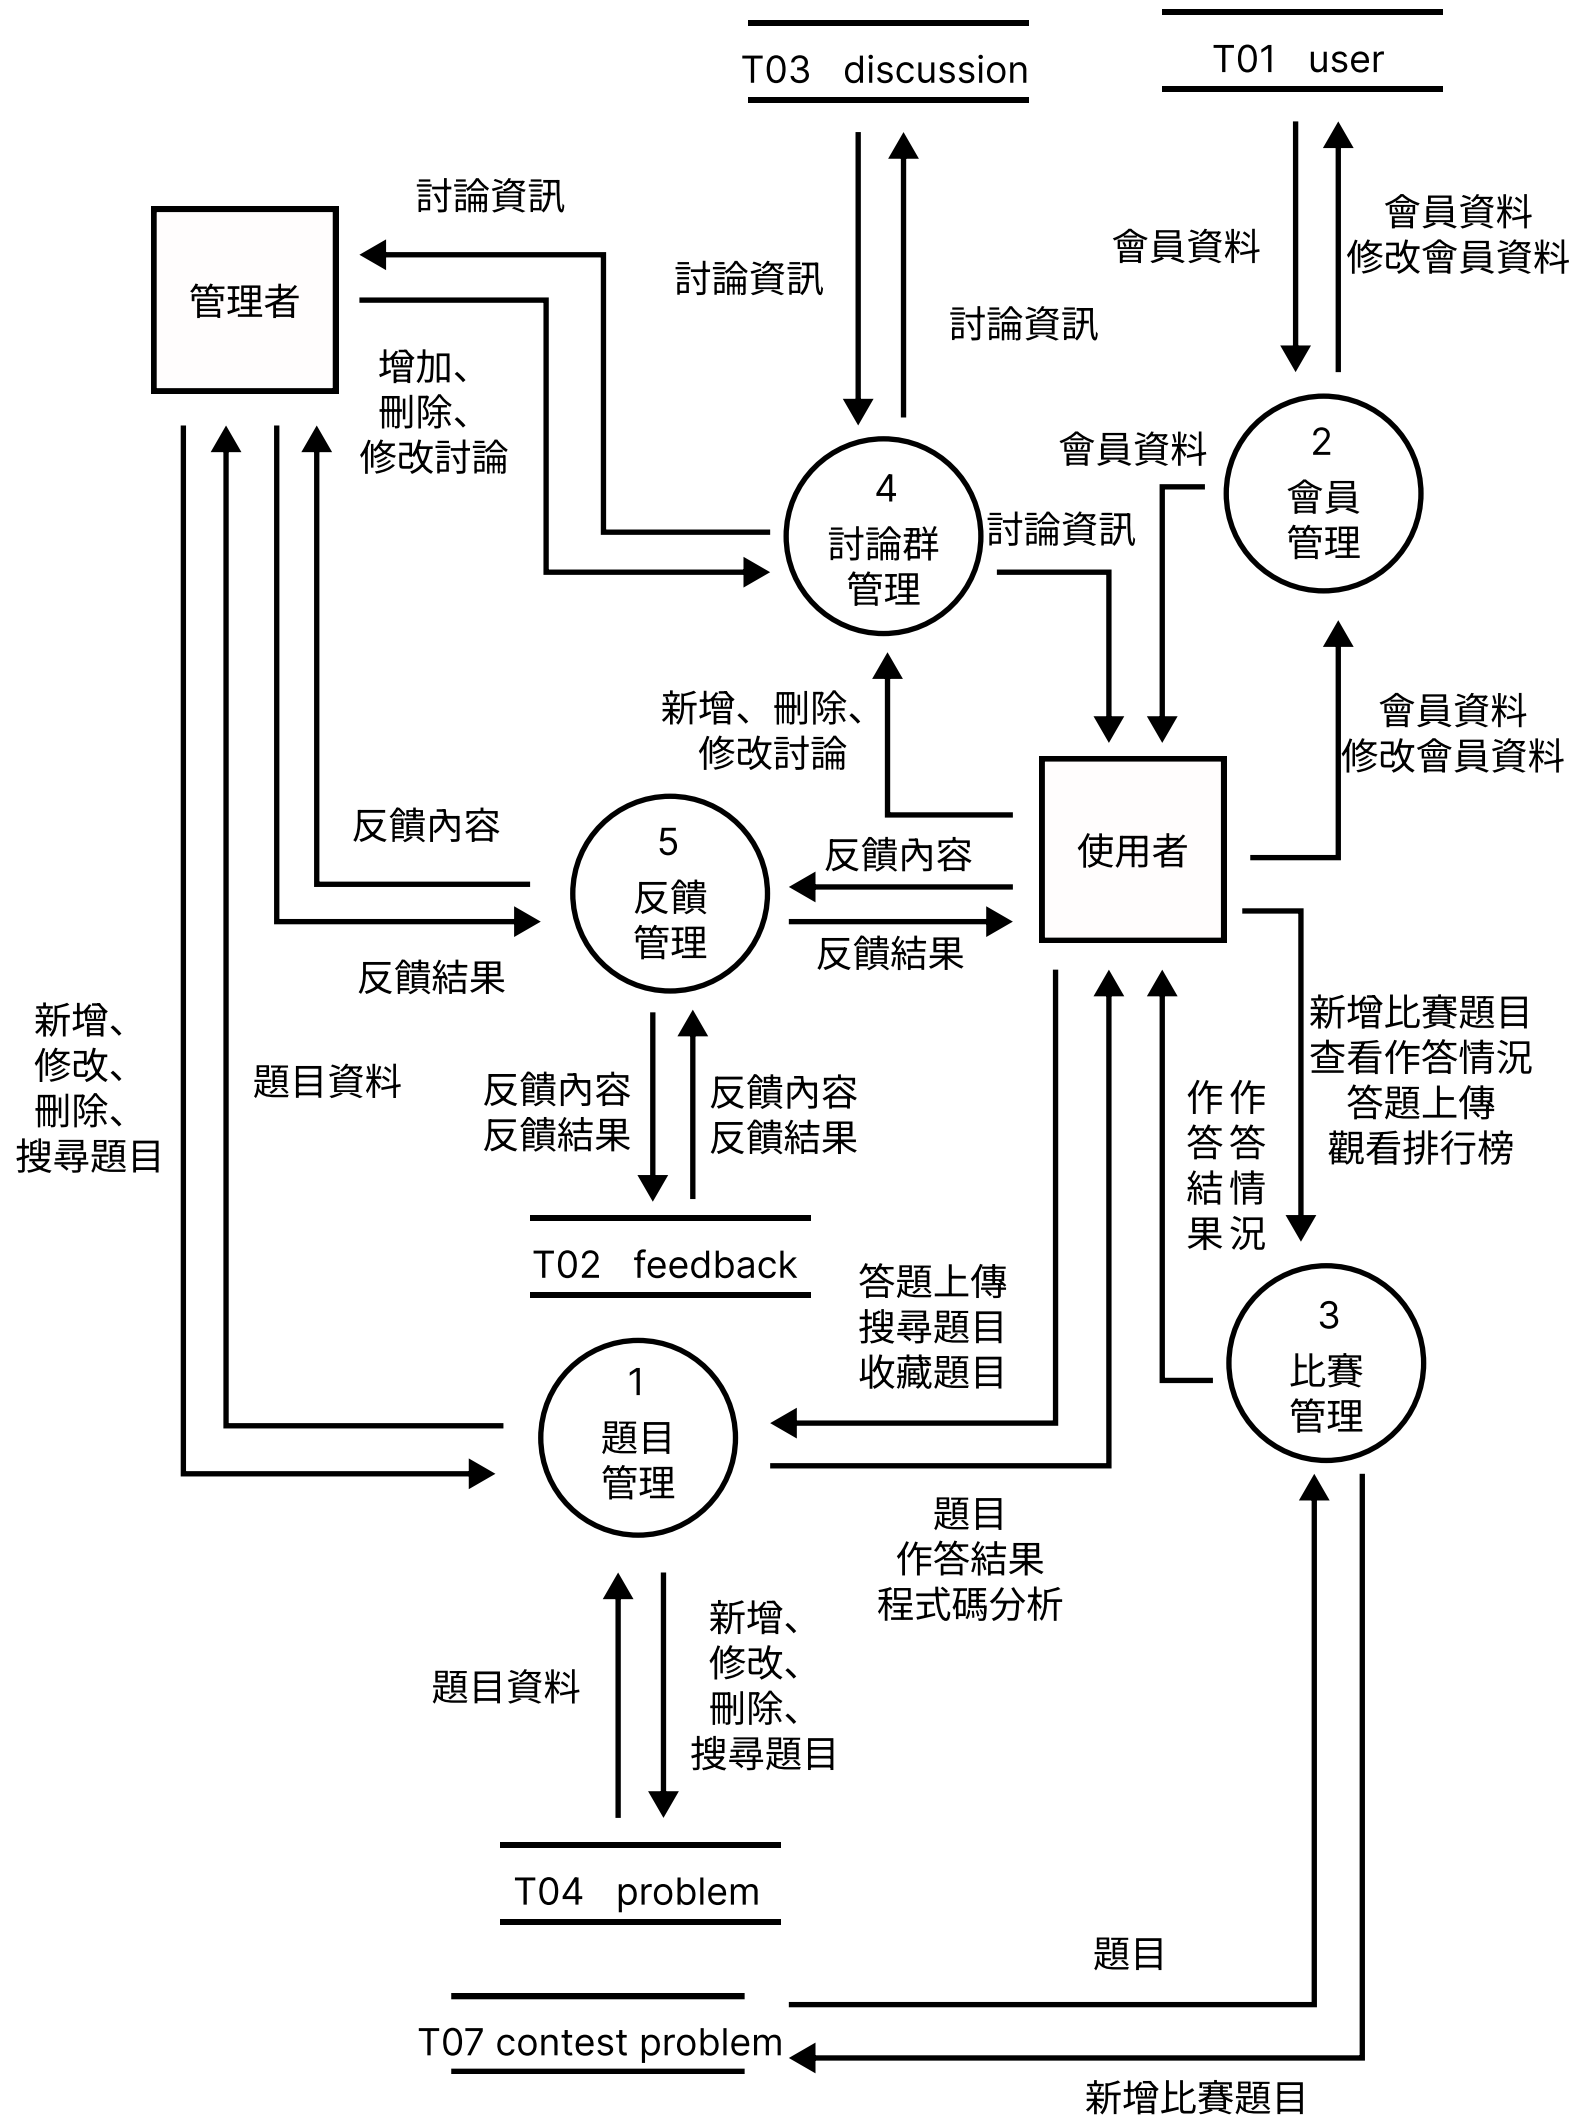 T03 discussion
T01 user
討論資訊
會員資料
修改會員資料
會員資料
討論資訊
管理者
討論資訊
增加、
刪除、
修改討論
2
會員
管理
會員資料
4
討論群
管理
討論資訊
新增、刪除、
修改討論
會員資料
修改會員資料
反饋內容
5
反饋
管理
反饋內容
使用者
反饋結果
反饋結果
新增、
修改、
刪除、
搜尋題目
題目資料
反饋內容
反饋結果
反饋內容
反饋結果
作答結果
作答情況
新增比賽題目
查看作答情況
答題上傳
觀看排行榜
T02 feedback
答題上傳
搜尋題目
收藏題目
3
比賽
管理
1
題目
管理
題目
作答結果
程式碼分析
題目資料
新增、
修改、
刪除、
搜尋題目
T04 problem
題目
T07 contest problem
新增比賽題目